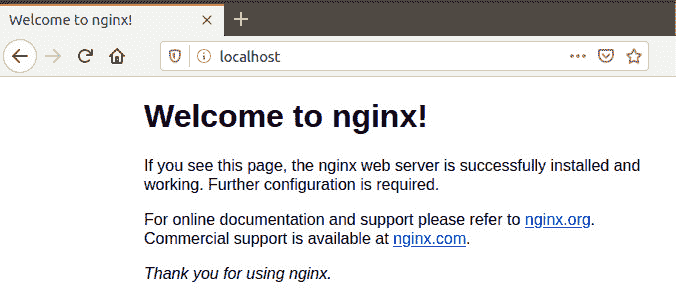 Welcome to nginx!
localhost
Welcome to nginx!
If you see this page, the nginx web server is successfully installed and
working. Further configuration is required.
For online documentation and support please refer to nginx.org.
Commercial support is available at nginx.com.
Thank you for using nginx.